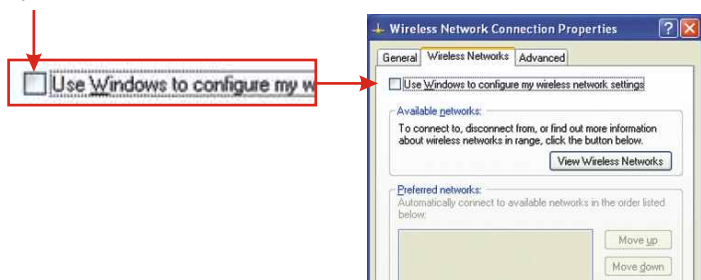 Use Windows to configure my w
Wireless Network Connection Properties
General Wireless Networks Advanced
Use Windows to configure my wireless network settings
Available networks:
To connect to, disconnect from, or find out more information
about wireless networks in range, click the button below.
View Wireless Networks
Preferred networks:
Automatically connect to available networks in the order listed
below:
Move up
Move down